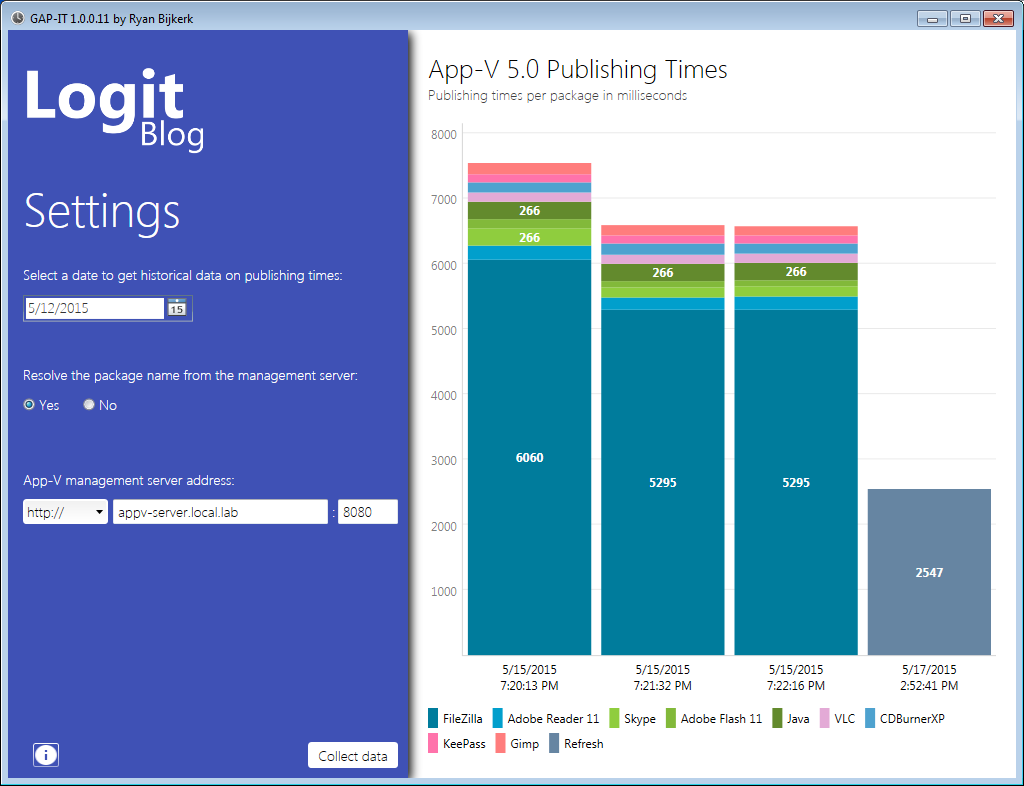 GAP-IT 1.0.0.11 by Ryan Bijkerk
Logit
Blog
Settings
Select a date to get historical data on publishing times:
5/12/2015
15
Resolve the package name from the management server:
Yes No
App-V management server address:
http:// appv-server.local.lab : 8080
i
Collect data
App-V 5.0 Publishing Times
Publishing times per package in milliseconds
8000
7000
6000
5000
4000
3000
2000
1000
266
266
6060
266
5295
266
5295
2547
5/15/2015
7:20:13 PM
5/15/2015
7:21:32 PM
5/15/2015
7:22:16 PM
5/17/2015
2:52:41 PM
FileZilla Adobe Reader 11 Skype Adobe Flash 11 Java VLC CDBurnerXP
KeePass Gimp Refresh